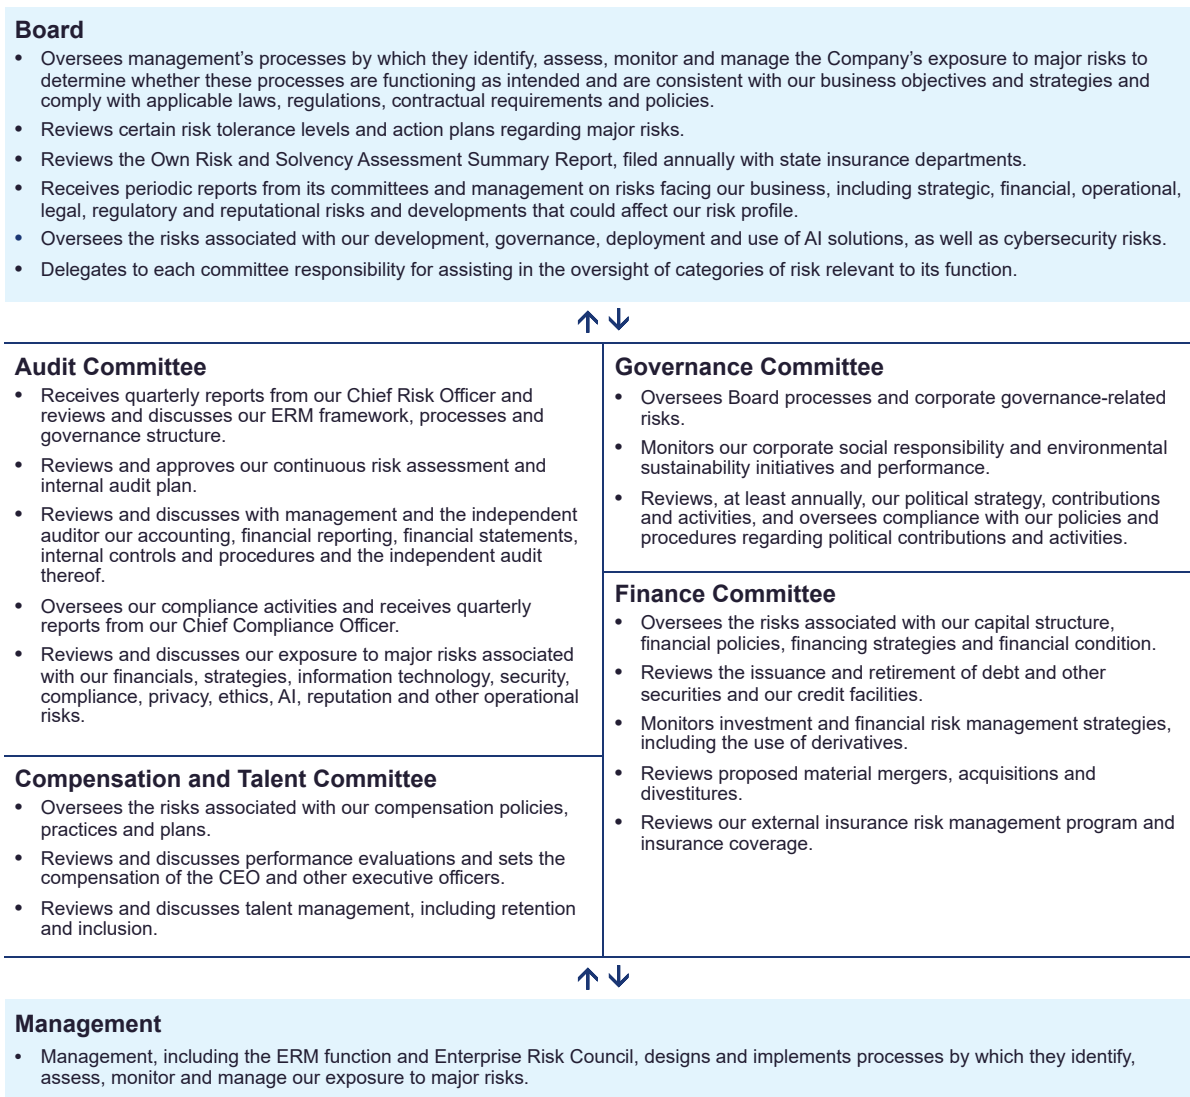 Board
• Oversees management’s processes by which they identify, assess, monitor and manage the Company’s exposure to major risks to
determine whether these processes are functioning as intended and are consistent with our business objectives and strategies and
comply with applicable laws, regulations, contractual requirements and policies.
• Reviews certain risk tolerance levels and action plans regarding major risks.
• Reviews the Own Risk and Solvency Assessment Summary Report, filed annually with state insurance departments.
• Receives periodic reports from its committees and management on risks facing our business, including strategic, financial, operational,
legal, regulatory and reputational risks and developments that could affect our risk profile.
• Oversees the risks associated with our development, governance, deployment and use of AI solutions, as well as cybersecurity risks.
• Delegates to each committee responsibility for assisting in the oversight of categories of risk relevant to its function.
Audit Committee
• Receives quarterly reports from our Chief Risk Officer and
reviews and discusses our ERM framework, processes and
governance structure.
• Reviews and approves our continuous risk assessment and
internal audit plan.
• Reviews and discusses with management and the independent
auditor our accounting, financial reporting, financial statements,
internal controls and procedures and the independent audit
thereof.
• Oversees our compliance activities and receives quarterly
reports from our Chief Compliance Officer.
• Reviews and discusses our exposure to major risks associated
with our financials, strategies, information technology, security,
compliance, privacy, ethics, AI, reputation and other operational
risks.
Compensation and Talent Committee
• Oversees the risks associated with our compensation policies,
practices and plans.
• Reviews and discusses performance evaluations and sets the
compensation of the CEO and other executive officers.
• Reviews and discusses talent management, including retention
and inclusion.
Governance Committee
• Oversees Board processes and corporate governance-related
risks.
• Monitors our corporate social responsibility and environmental
sustainability initiatives and performance.
• Reviews, at least annually, our political strategy, contributions
and activities, and oversees compliance with our policies and
procedures regarding political contributions and activities.
Finance Committee
• Oversees the risks associated with our capital structure,
financial policies, financing strategies and financial condition.
• Reviews the issuance and retirement of debt and other
securities and our credit facilities.
• Monitors investment and financial risk management strategies,
including the use of derivatives.
• Reviews proposed material mergers, acquisitions and
divestitures.
• Reviews our external insurance risk management program and
insurance coverage.
Management
• Management, including the ERM function and Enterprise Risk Council, designs and implements processes by which they identify,
assess, monitor and manage our exposure to major risks.